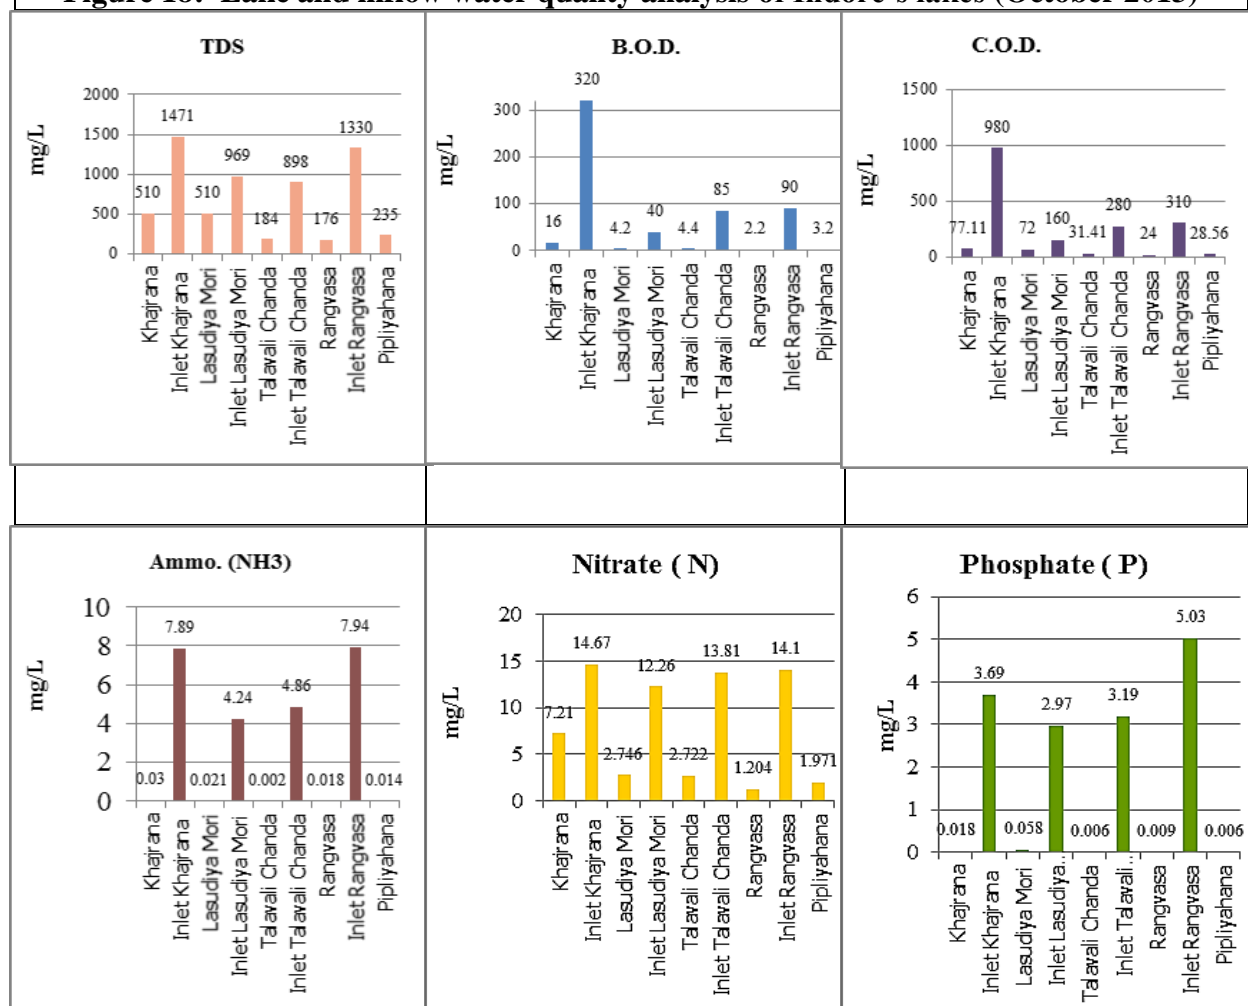 TDS
mg/L
2000
1500
1000
500
0
510
1471
510
969
184
898
176
1330
235
Khajrana
Inlet Khajrana
Lasudiya Mori
Inlet Lasudiya Mori
Talavali Chanda
Inlet Talavali Chanda
Rangvasa
Inlet Rangvasa
Pipliyahana
B.O.D.
mg/L
300
200
100
0
16
320
4.2
40
4.4
85
2.2
90
3.2
Khajrana
Inlet Khajrana
Lasudiya Mori
Inlet Lasudiya Mori
Talavali Chanda
Inlet Talavali Chanda
Rangvasa
Inlet Rangvasa
Pipliyahana
C.O.D.
mg/L
1500
1000
500
0
77.11
980
72
160
31.41
280
24
310
28.56
Khajrana
Inlet Khajrana
Lasudiya Mori
Inlet Lasudiya Mori
Talavali Chanda
Inlet Talavali Chanda
Rangvasa
Inlet Rangvasa
Pipliyahana
Ammo. (NH3)
mg/L
10
8
6
4
2
0
0.03
7.89
0.021
4.24
0.002
4.86
0.018
7.94
0.014
Khajrana
Inlet Khajrana
Lasudiya Mori
Inlet Lasudiya Mori
Talavali Chanda
Inlet Talavali Chanda
Rangvasa
Inlet Rangvasa
Pipliyahana
Nitrate ( N)
mg/L
20
15
10
5
0
7.21
14.67
2.746
12.26
2.722
13.81
1.204
14.1
1.971
Khajrana
Inlet Khajrana
Lasudiya Mori
Inlet Lasudiya Mori
Talavali Chanda
Inlet Talavali Chanda
Rangvasa
Inlet Rangvasa
Pipliyahana
Phosphate ( P)
mg/L
6
5
4
3
2
1
0
0.018
3.69
0.058
2.97
0.006
3.19
0.009
5.03
0.006
Khajrana
Inlet Khajrana
Lasudiya Mori
Inlet Lasudiya..
Talavali Chanda
Inlet Talavali..
Rangvasa
Inlet Rangvasa
Pipliyahana